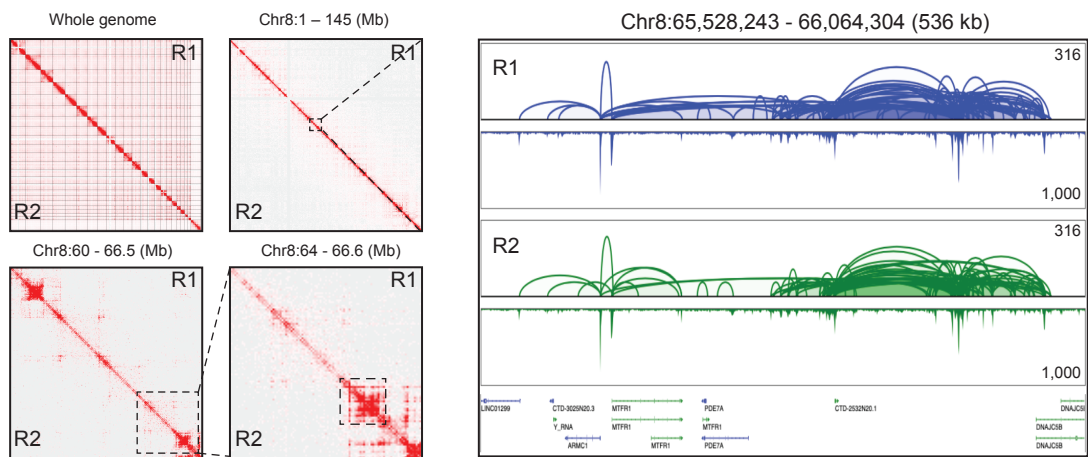 Whole genome
R1
R2
Chr8:1 – 145 (Mb)
R1
R2
Chr8:60 - 66.5 (Mb)
R1
R2
Chr8:64 - 66.6 (Mb)
R1
R2
Chr8:65,528,243 - 66,064,304 (536 kb)
R1
316
1,000
R2
316
1,000
LINC01299
CTD-3025N20.3
MTFR1
PDE7A
CTD-2532N20.1
DNAJC5B
Y_RNA
MTFR1
MTFR1
DNAJC5B
ARMC1
MTFR1
PDE7A
DNAJC5B